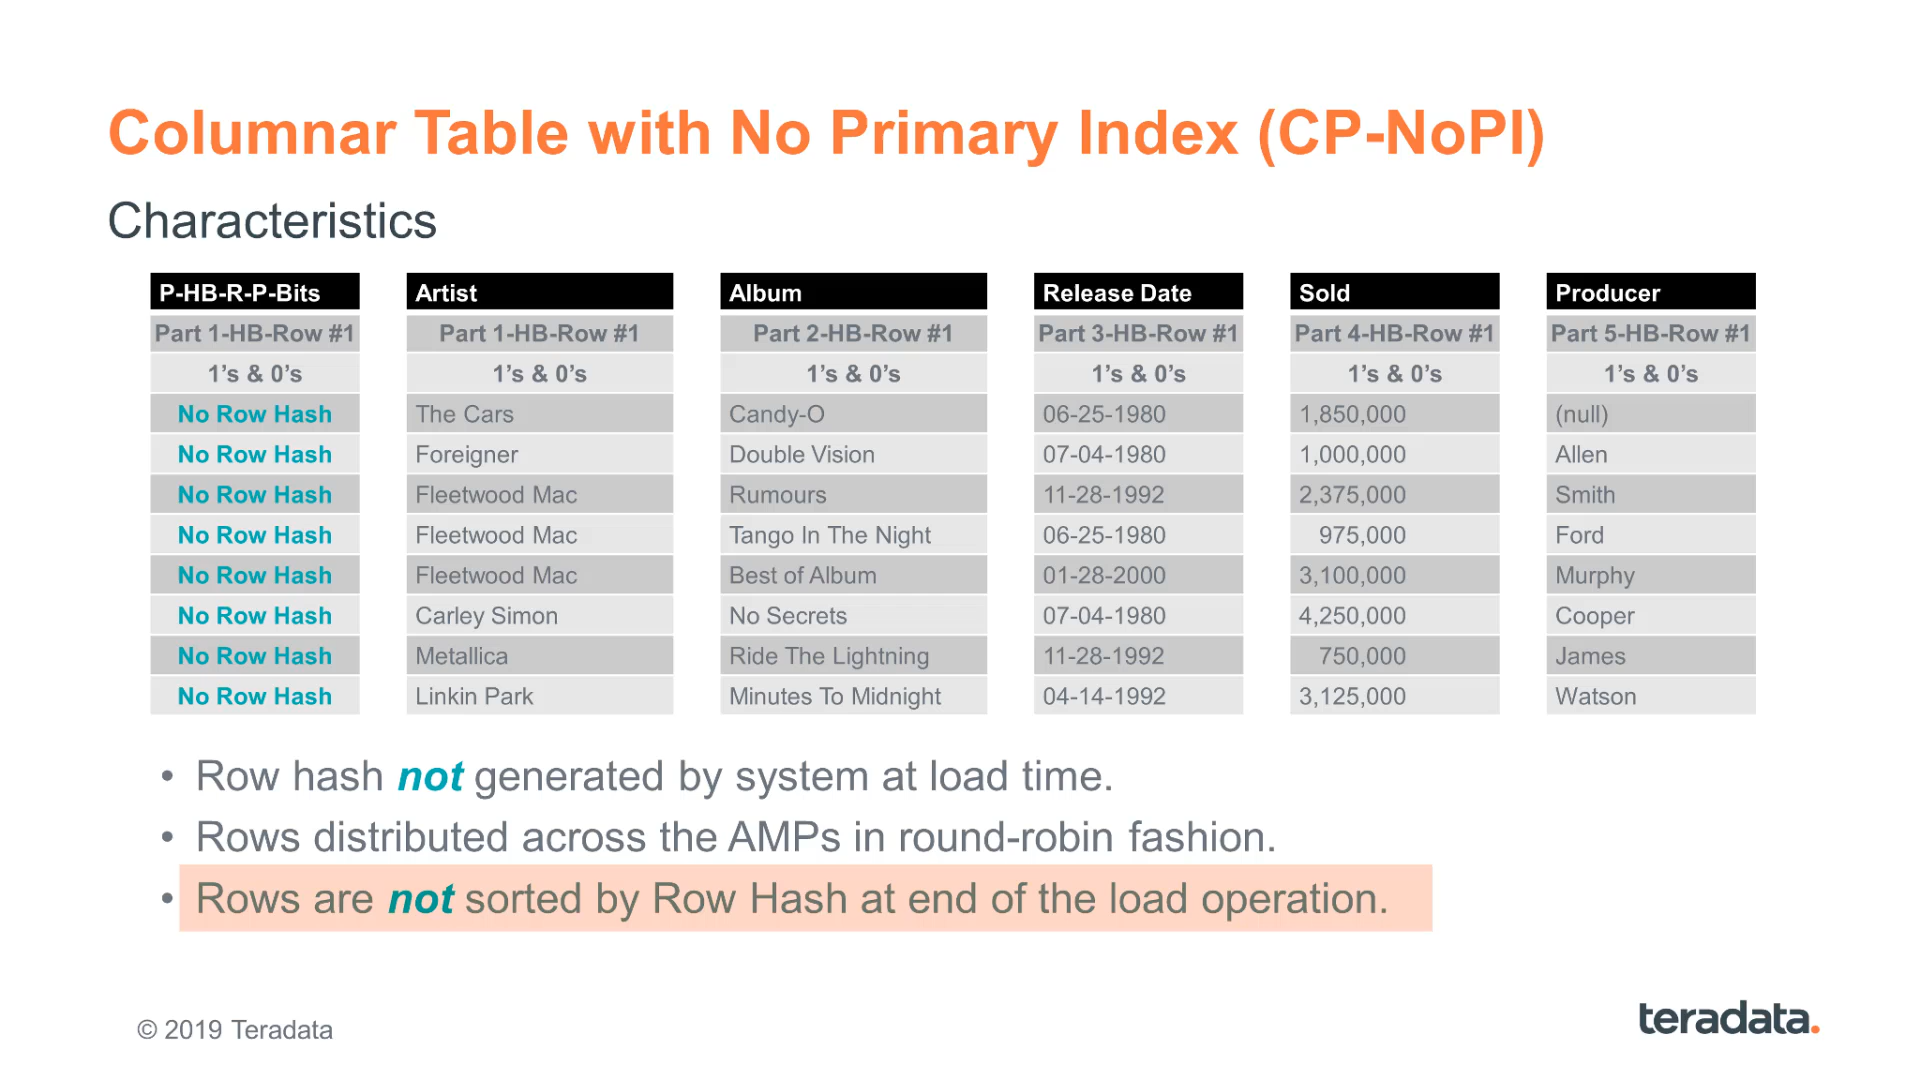 Columnar Table with No Primary Index (CP-NoPI)
Characteristics
P-HB-R-P-Bits Artist Album Release Date Sold Producer
Part 1-HB-Row #1 Part 1-HB-Row #1 Part 2-HB-Row #1 Part 3-HB-Row #1 Part 4-HB-Row #1 Part 5-HB-Row #1
1’s & 0’s 1’s & 0’s 1’s & 0’s 1’s & 0’s 1’s & 0’s 1’s & 0’s
No Row Hash The Cars Candy-O 06-25-1980 1,850,000 (null)
No Row Hash Foreigner Double Vision 07-04-1980 1,000,000 Allen
No Row Hash Fleetwood Mac Rumours 11-28-1992 2,375,000 Smith
No Row Hash Fleetwood Mac Tango In The Night 06-25-1980 975,000 Ford
No Row Hash Fleetwood Mac Best of Album 01-28-2000 3,100,000 Murphy
No Row Hash Carley Simon No Secrets 07-04-1980 4,250,000 Cooper
No Row Hash Metallica Ride The Lightning 11-28-1992 750,000 James
No Row Hash Linkin Park Minutes To Midnight 04-14-1992 3,125,000 Watson
• Row hash not generated by system at load time.
• Rows distributed across the AMPs in round-robin fashion.
• Rows are not sorted by Row Hash at end of the load operation.
© 2019 Teradata
teradata.